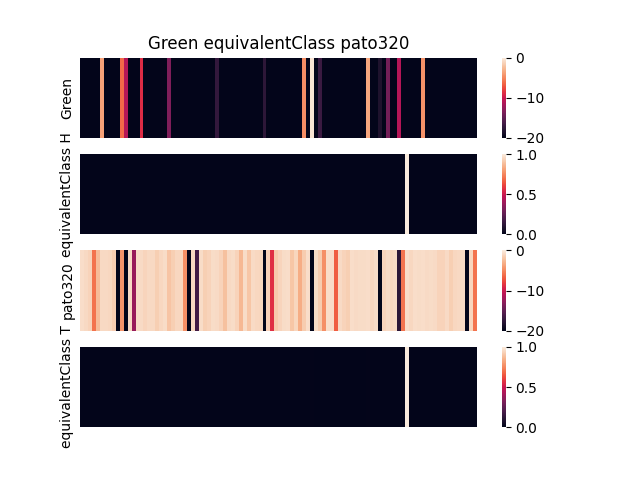 Green equivalentClass pato320
Green
0
−10
−20
equivalentClass H
1.0
0.5
0.0
pato320
0
−10
−20
equivalentClass T
1.0
0.5
0.0